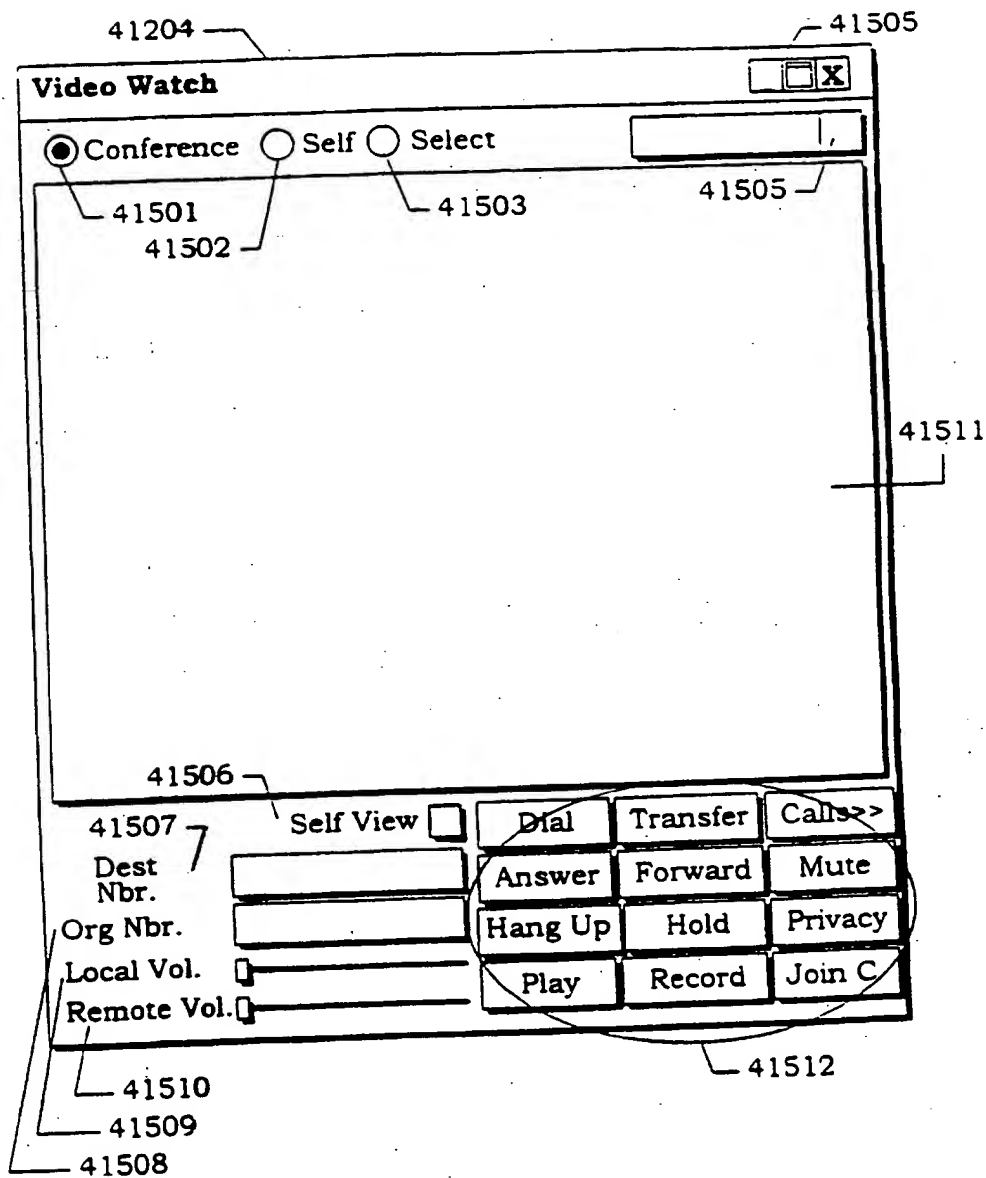 41204
41505
Video Watch
X
Conference Self Select
41505
41501
41503
41502
41511
41506
41507
Self View
Dial Transfer Calls>>
Dest
Nbr.
Answer Forward Mute
Org Nbr.
Hang Up Hold Privacy
Local Vol.
Play Record Join C
Remote Vol.
41512
41510
41509
41508